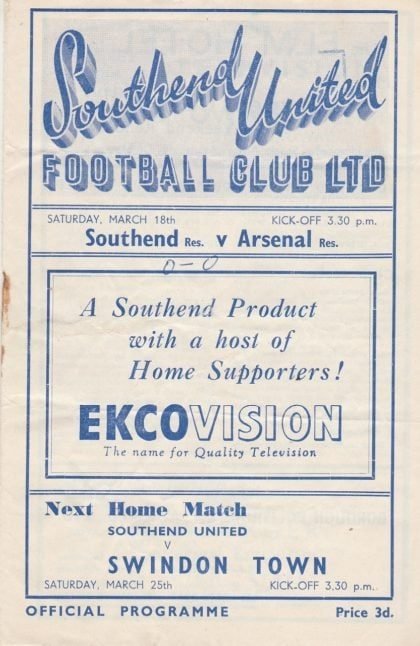 Southend United
FOOTBALL CLUB LTD
SATURDAY, MARCH 18th KICK-OFF 3.30 p.m.
Southend Res. v Arsenal Res.
0-0
A Southend Product
with a host of
Home Supporters!
EKCOVISION
The name for Quality Television
Next Home Match
SOUTHEND UNITED
V
SWINDON TOWN
SATURDAY, MARCH 25th KICK-OFF 3.30 p.m.
OFFICIAL PROGRAMME Price 3d.